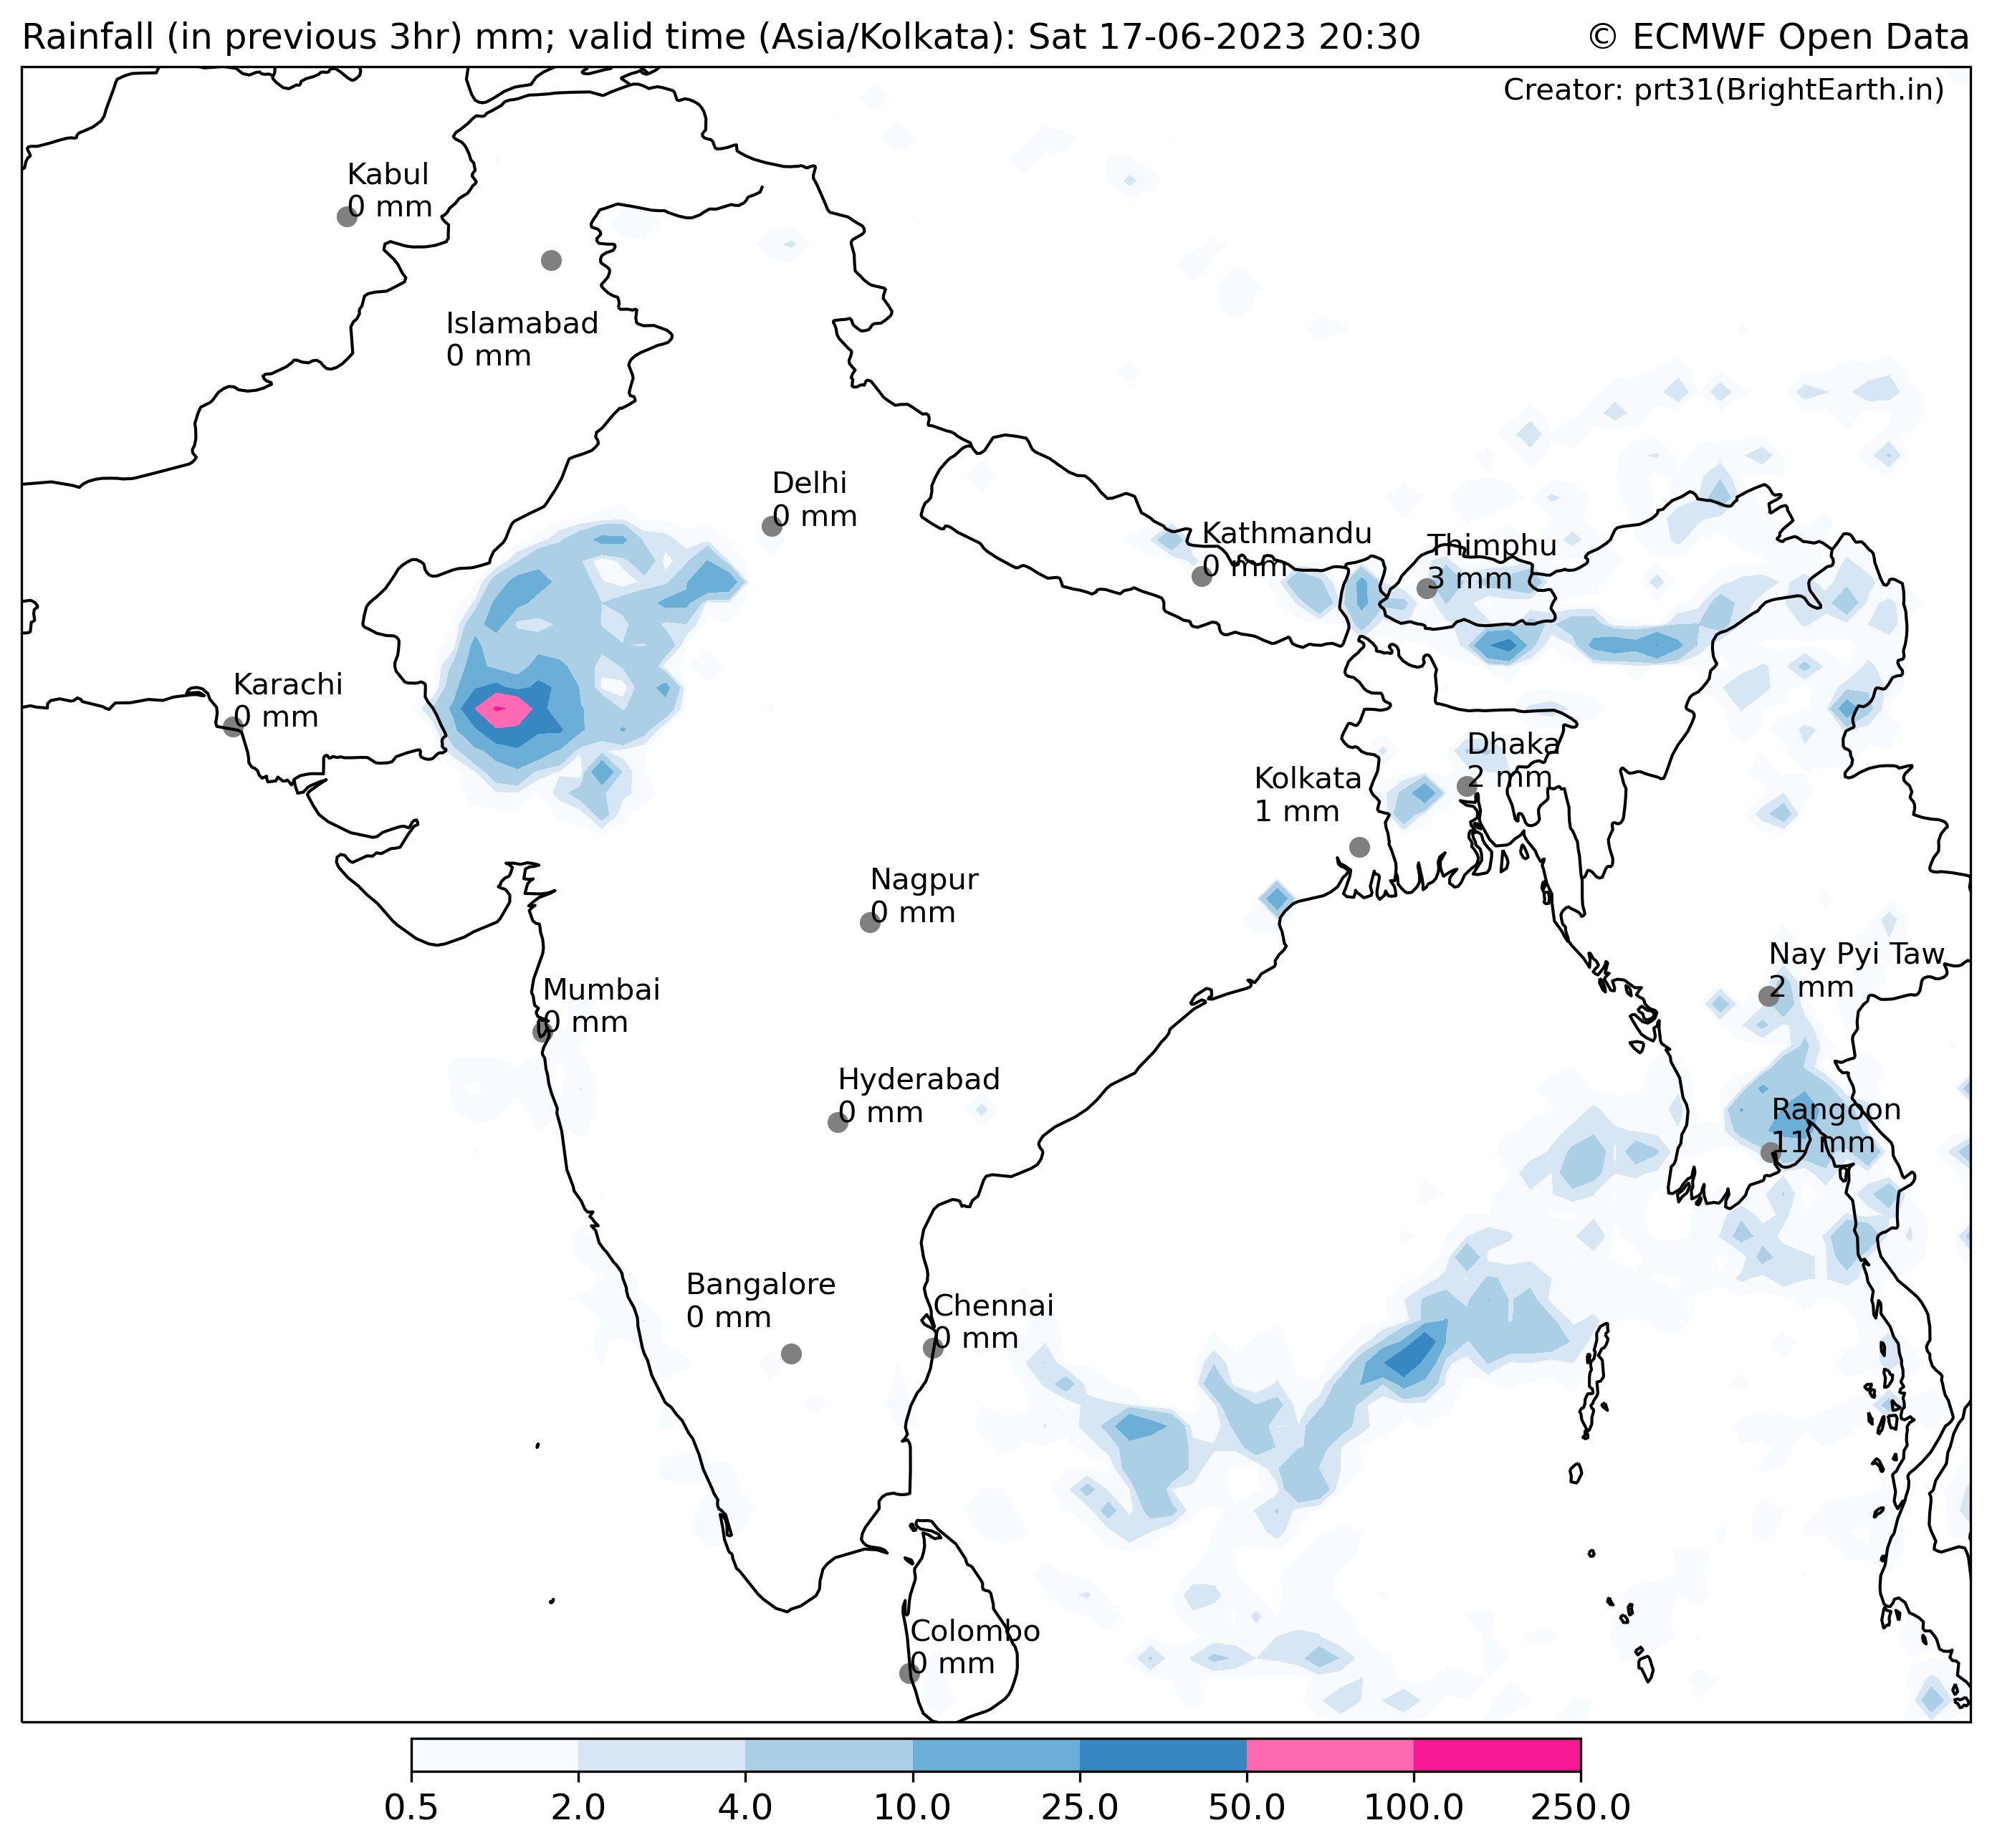 Rainfall (in previous 3hr) mm; valid time (Asia/Kolkata): Sat 17-06-2023 20:30
© ECMWF Open Data
Creator: prt31(BrightEarth.in)
Kabul
0 mm
Islamabad
0 mm
Delhi
0 mm
Kathmandu
0 mm
Thimphu
3 mm
Karachi
0 mm
Dhaka
2 mm
Kolkata
1 mm
Nagpur
0 mm
Nay Pyi Taw
2 mm
Mumbai
0 mm
Hyderabad
0 mm
Rangoon
11 mm
Bangalore
0 mm
Chennai
0 mm
Colombo
0 mm
0.5 2.0 4.0 10.0 25.0 50.0 100.0 250.0